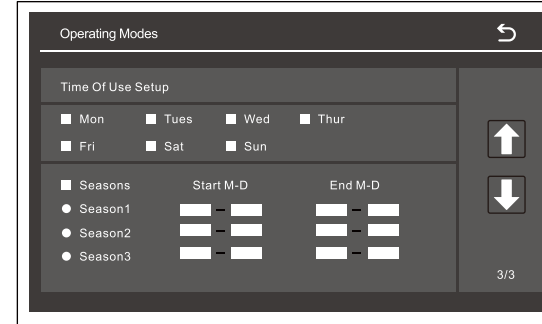 Operating Modes
Time Of Use Setup
Mon Tues Wed Thur
Fri Sat Sun
Seasons Start M-D End M-D
Season1 –  –
Season2 –  –
Season3 –  –
3/3